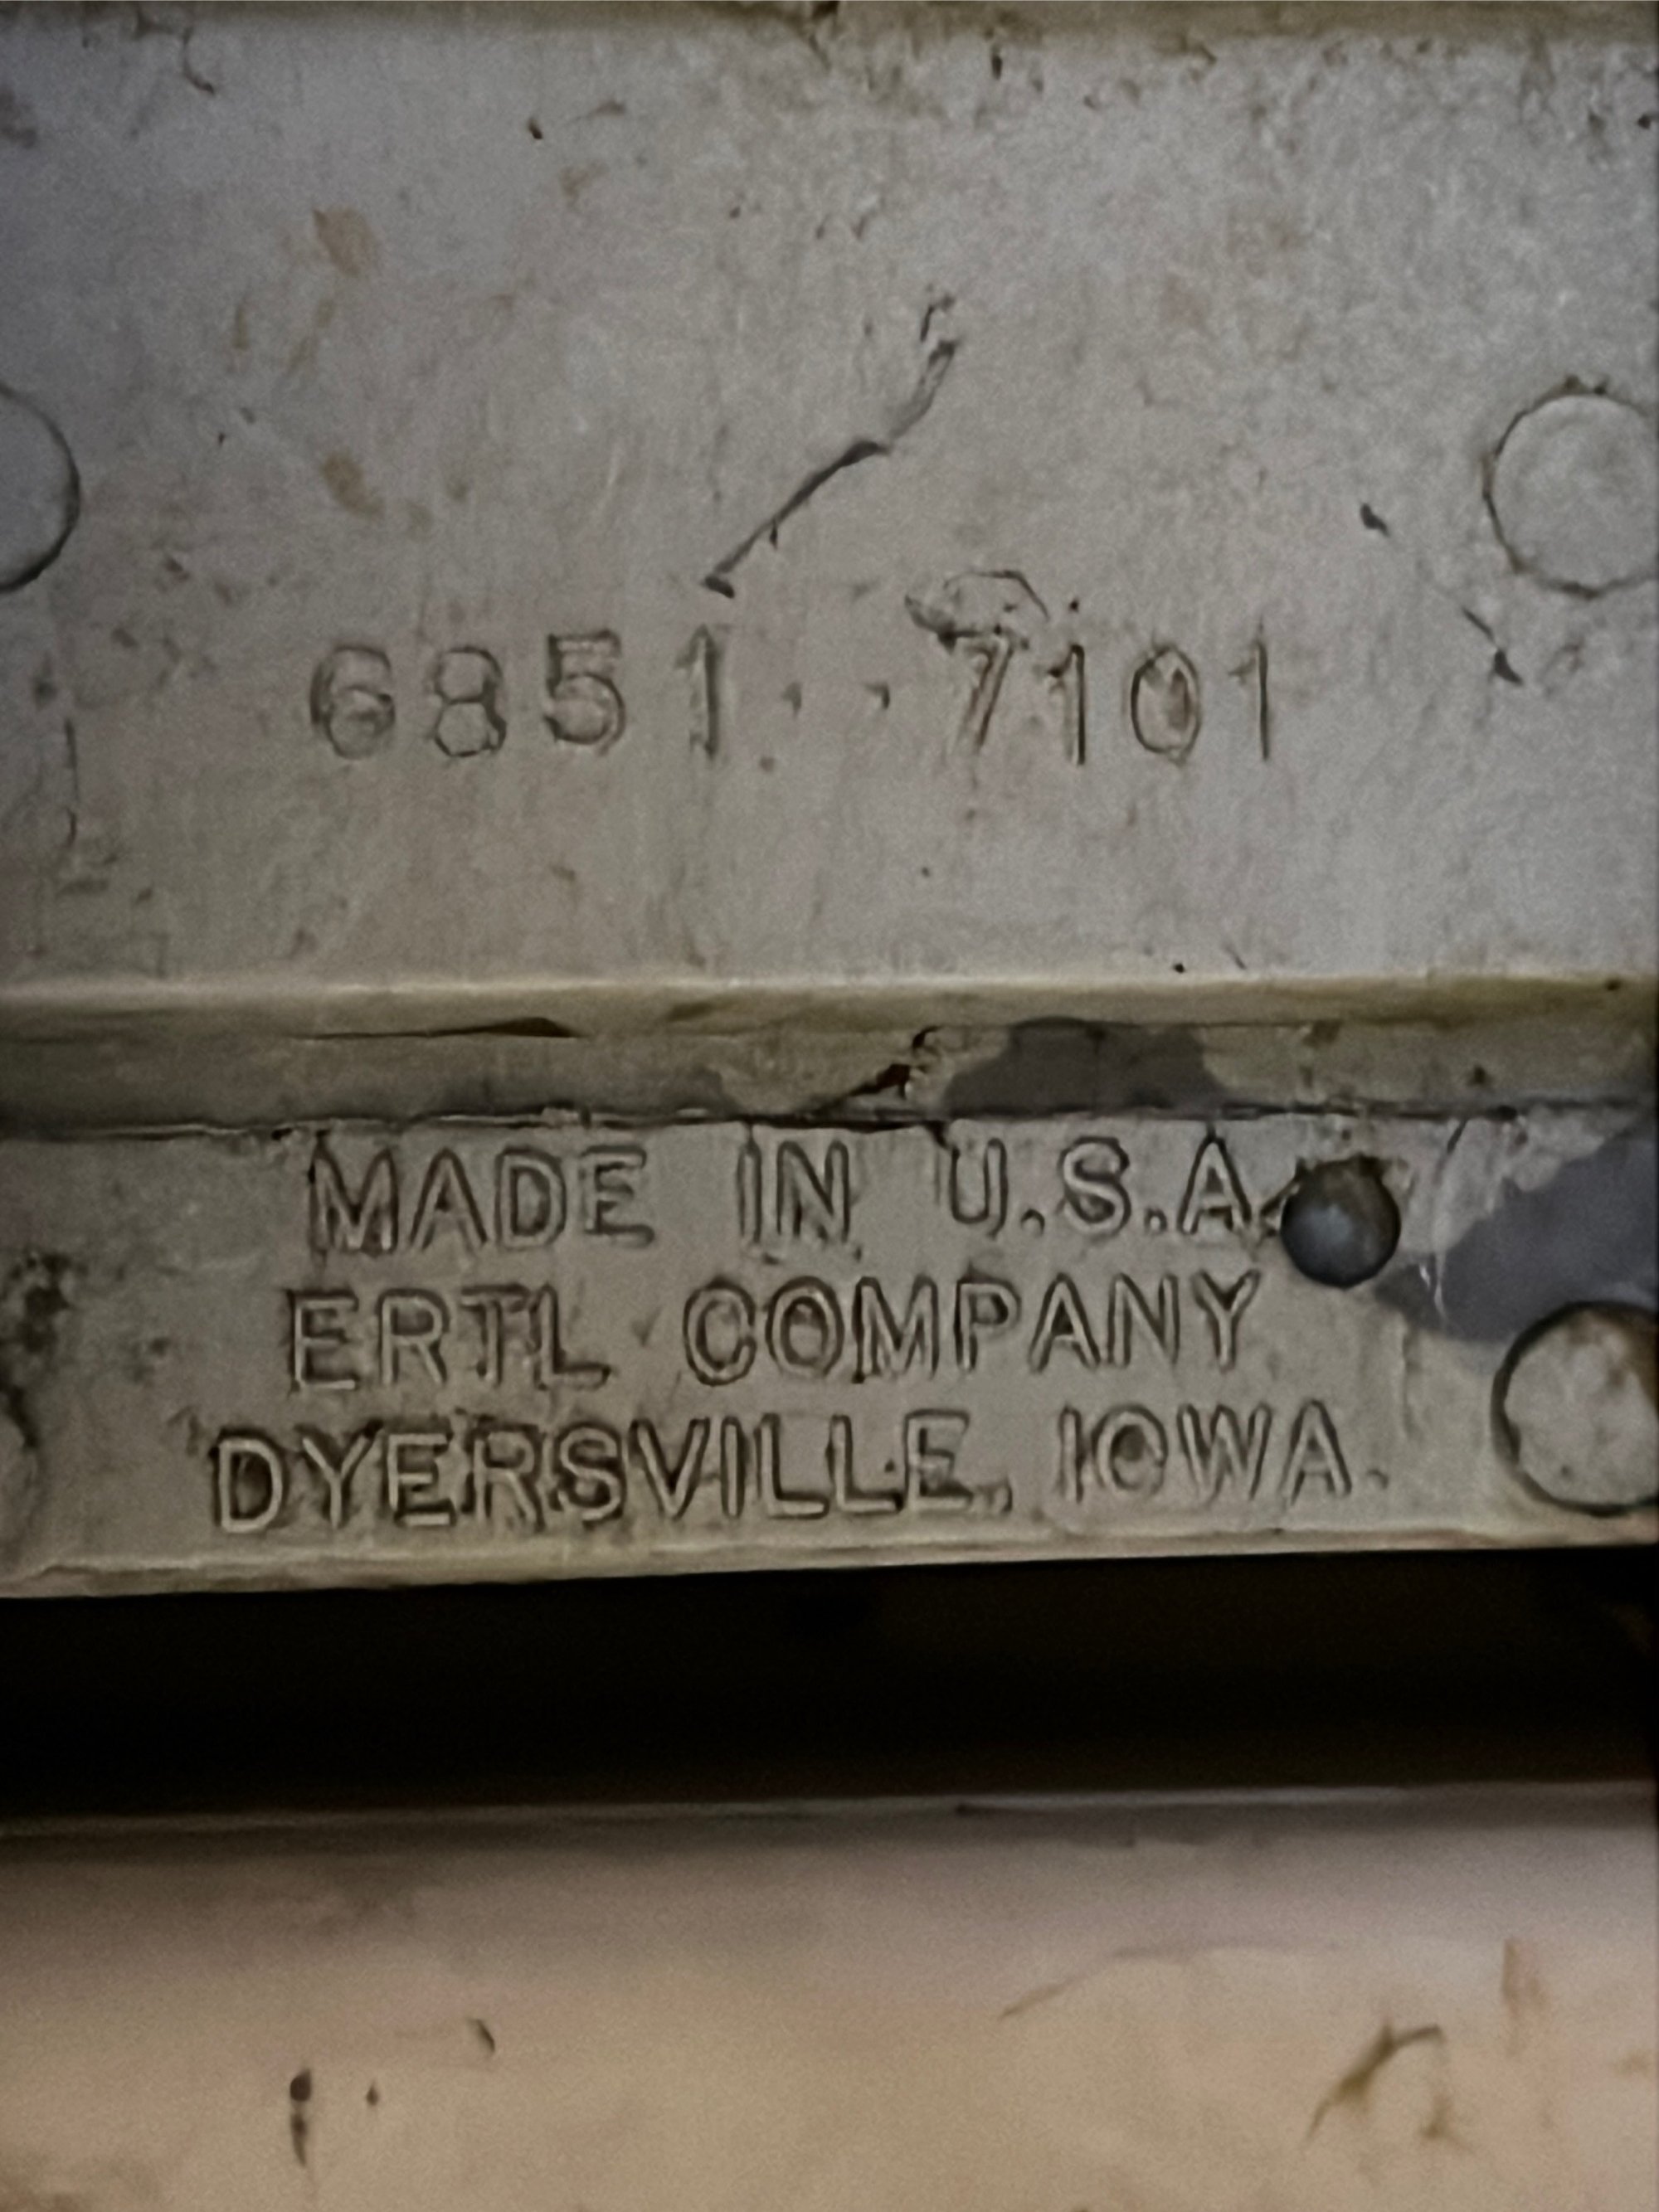 6851 7101
MADE IN U.S.A.
ERTL COMPANY
DYERSVILLE, IOWA.